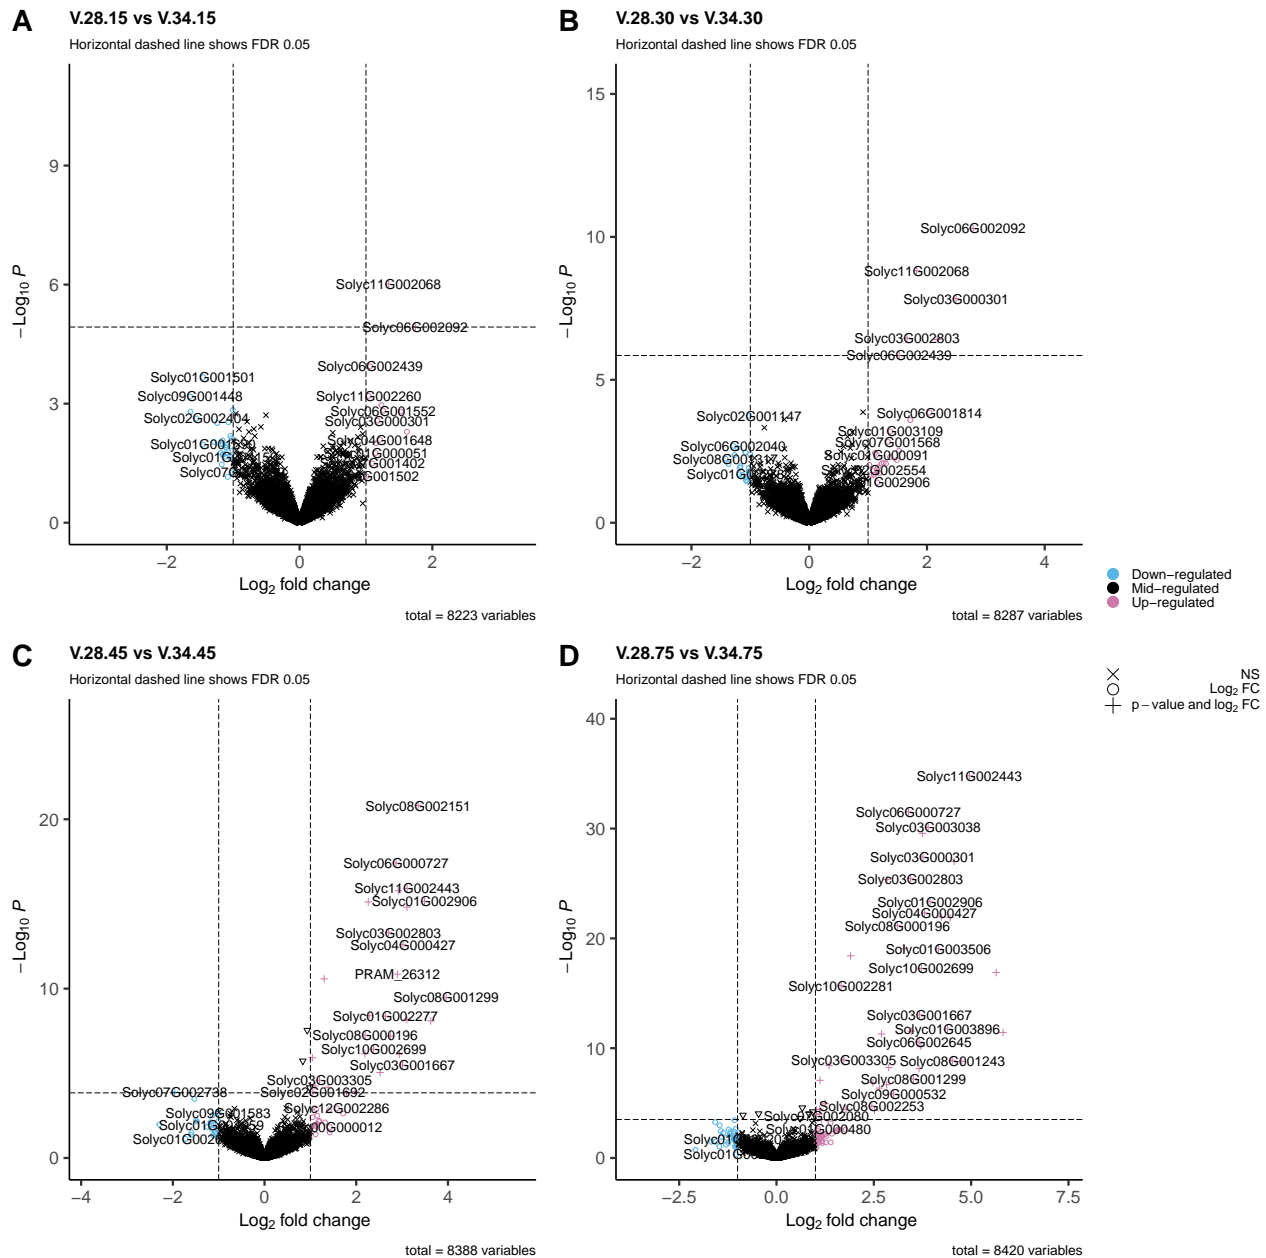 A
V.28.15 vs V.34.15
Horizontal dashed line shows FDR 0.05
9
6
3
0
−Log10 P
Solyc11G002068
Solyc06G002092
Solyc06G002439
Solyc01G001501
Solyc09G001448
Solyc11G002260
Solyc06G001552
Solyc02G002404
Solyc03G000301
Solyc04G001648
−2
0
2
Log2 fold change
total = 8223 variables
B
V.28.30 vs V.34.30
Horizontal dashed line shows FDR 0.05
15
10
5
0
−Log10 P
Solyc06G002092
Solyc11G002068
Solyc03G000301
Solyc03G002803
Solyc06G002439
Solyc02G001147
Solyc06G001814
Solyc01G003109
Solyc06G002040
Solyc07G001568
−2
0
2
4
Log2 fold change
total = 8287 variables
Down−regulated
Mid−regulated
Up−regulated
NS
Log2 FC
p−value and log2 FC
C
V.28.45 vs V.34.45
Horizontal dashed line shows FDR 0.05
20
10
0
−Log10 P
Solyc08G002151
Solyc06G000727
Solyc11G002443
Solyc01G002906
Solyc03G002803
Solyc04G000427
PRAM_26312
Solyc08G001299
Solyc01G002277
Solyc08G000196
Solyc10G002699
Solyc03G001667
Solyc03G003305
Solyc07G002738
Solyc02G001692
Solyc12G002286
Solyc09G001583
−4
−2
0
2
4
Log2 fold change
total = 8388 variables
D
V.28.75 vs V.34.75
Horizontal dashed line shows FDR 0.05
40
30
20
10
0
−Log10 P
Solyc11G002443
Solyc06G000727
Solyc03G003038
Solyc03G000301
Solyc03G002803
Solyc01G002906
Solyc04G000427
Solyc08G000196
Solyc01G003506
Solyc10G002699
Solyc10G002281
Solyc03G001667
Solyc01G003896
Solyc06G002645
Solyc03G003305
Solyc08G001243
Solyc08G001299
Solyc09G000532
Solyc08G002253
−2.5
0.0
2.5
5.0
7.5
Log2 fold change
total = 8420 variables